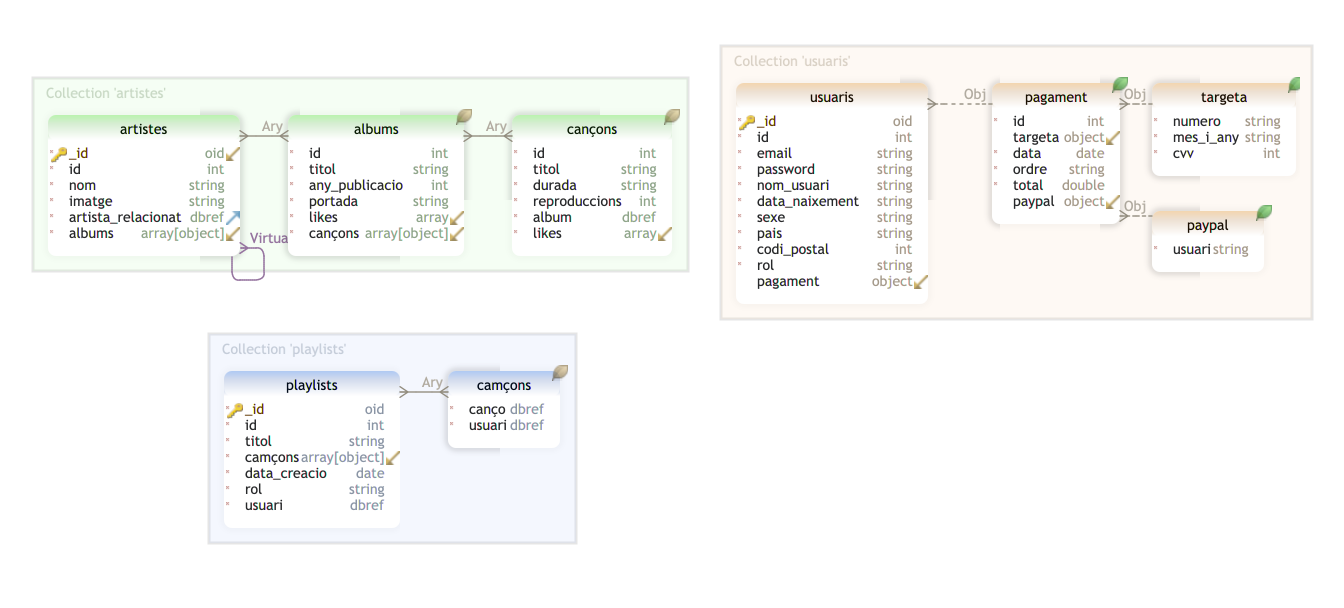 Collection 'artistes'
artistes
_id oid
id int
nom string
imatge string
artista_relacionat dbref
albums array[object]
Ary
Virtua
albums
id int
titol string
any_publicacio int
portada string
likes array
cançons array[object]
Ary
cançons
id int
titol string
durada string
reproduccions int
album dbref
likes array
Collection 'usuaris'
usuaris
_id oid
id int
email string
password string
nom_usuari string
data_naixement string
sexe string
pais string
codi_postal int
rol string
pagament object
Obj
pagament
id int
targeta object
data date
ordre string
total double
paypal object
Obj
targeta
numero string
mes_i_any string
cvv int
Obj
paypal
usuari string
Collection 'playlists'
playlists
_id oid
id int
titol string
camçons array[object]
data_creacio date
rol string
usuari dbref
Ary
camçons
canço dbref
usuari dbref